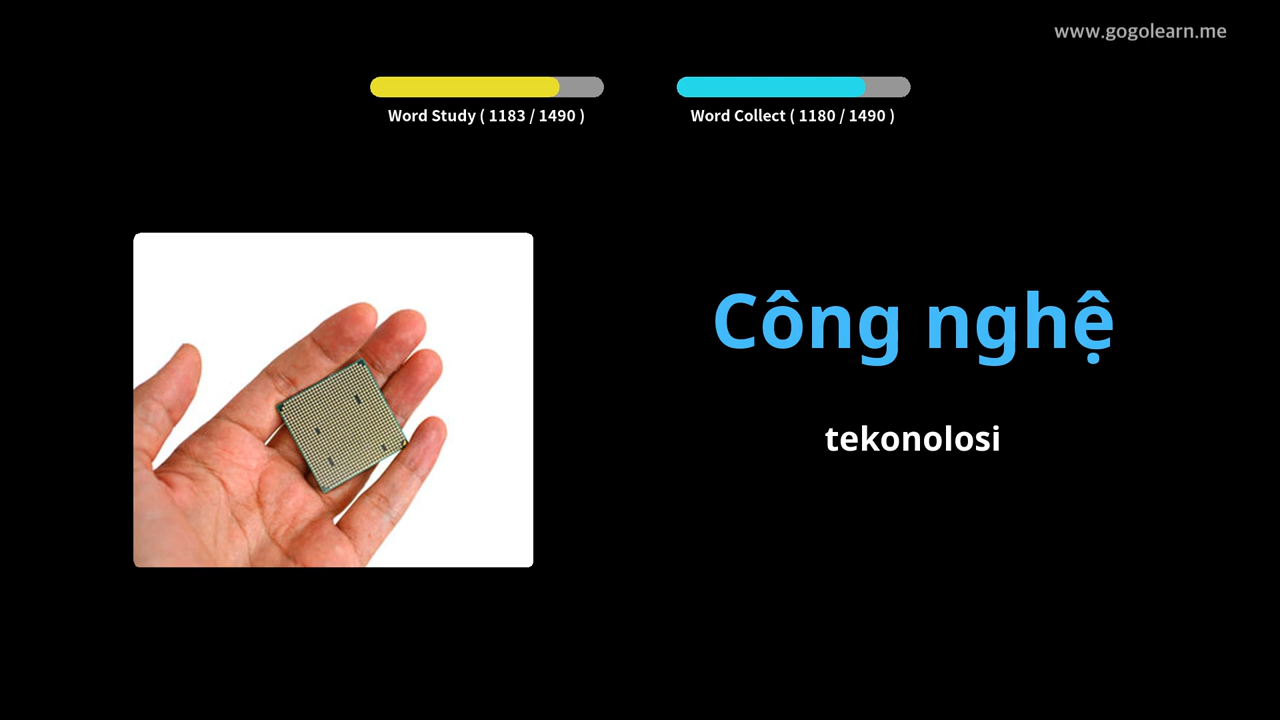 www.gogolearn.me
Word Study ( 1183 / 1490 )
Word Collect ( 1180 / 1490 )
Công nghệ
tekonolosi